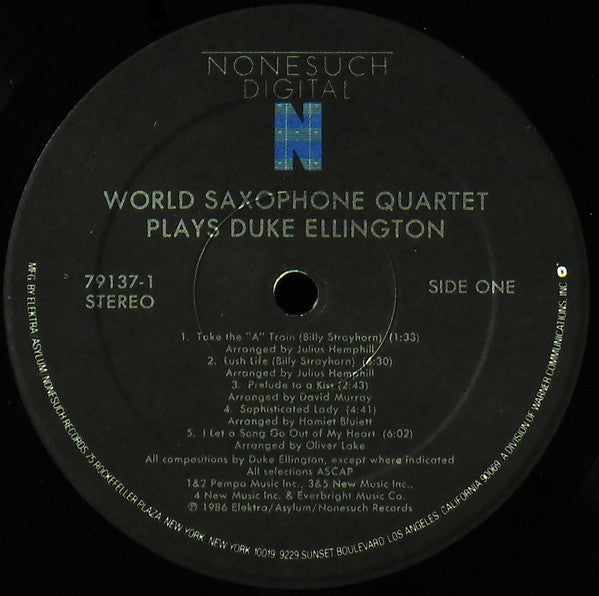 NONESUCH
DIGITAL
N
WORLD SAXOPHONE QUARTET
PLAYS DUKE ELLINGTON
79137-1
STEREO
SIDE ONE
1. Take the "A" Train (Billy Strayhorn) (1:33)
Arranged by Julius Hemphill
2. Lush Life (Billy Strayhorn) (6:30)
Arranged by Julius Hemphill
3. Prelude to a Kiss (2:43)
Arranged by David Murray
4. Sophisticated Lady (4:41)
Arranged by Hamiet Bluiett
5. I Let a Song Go Out of My Heart (6:02)
Arranged by Oliver Lake
All compositions by Duke Ellington, except where indicated
All selections ASCAP
1&2 Pempa Music Inc., 3&5 New Music Inc.,
4 New Music Inc. & Everbright Music Co.
℗ 1986 Elektra/Asylum/Nonesuch Records
MFG. BY ELEKTRA ASYLUM NONESUCH RECORDS, 75 ROCKEFELLER PLAZA, NEW YORK, NEW YORK 10019 9229 SUNSET BOULEVARD, LOS ANGELES, CALIFORNIA 90069. A DIVISION OF WARNER COMMUNICATIONS, INC.